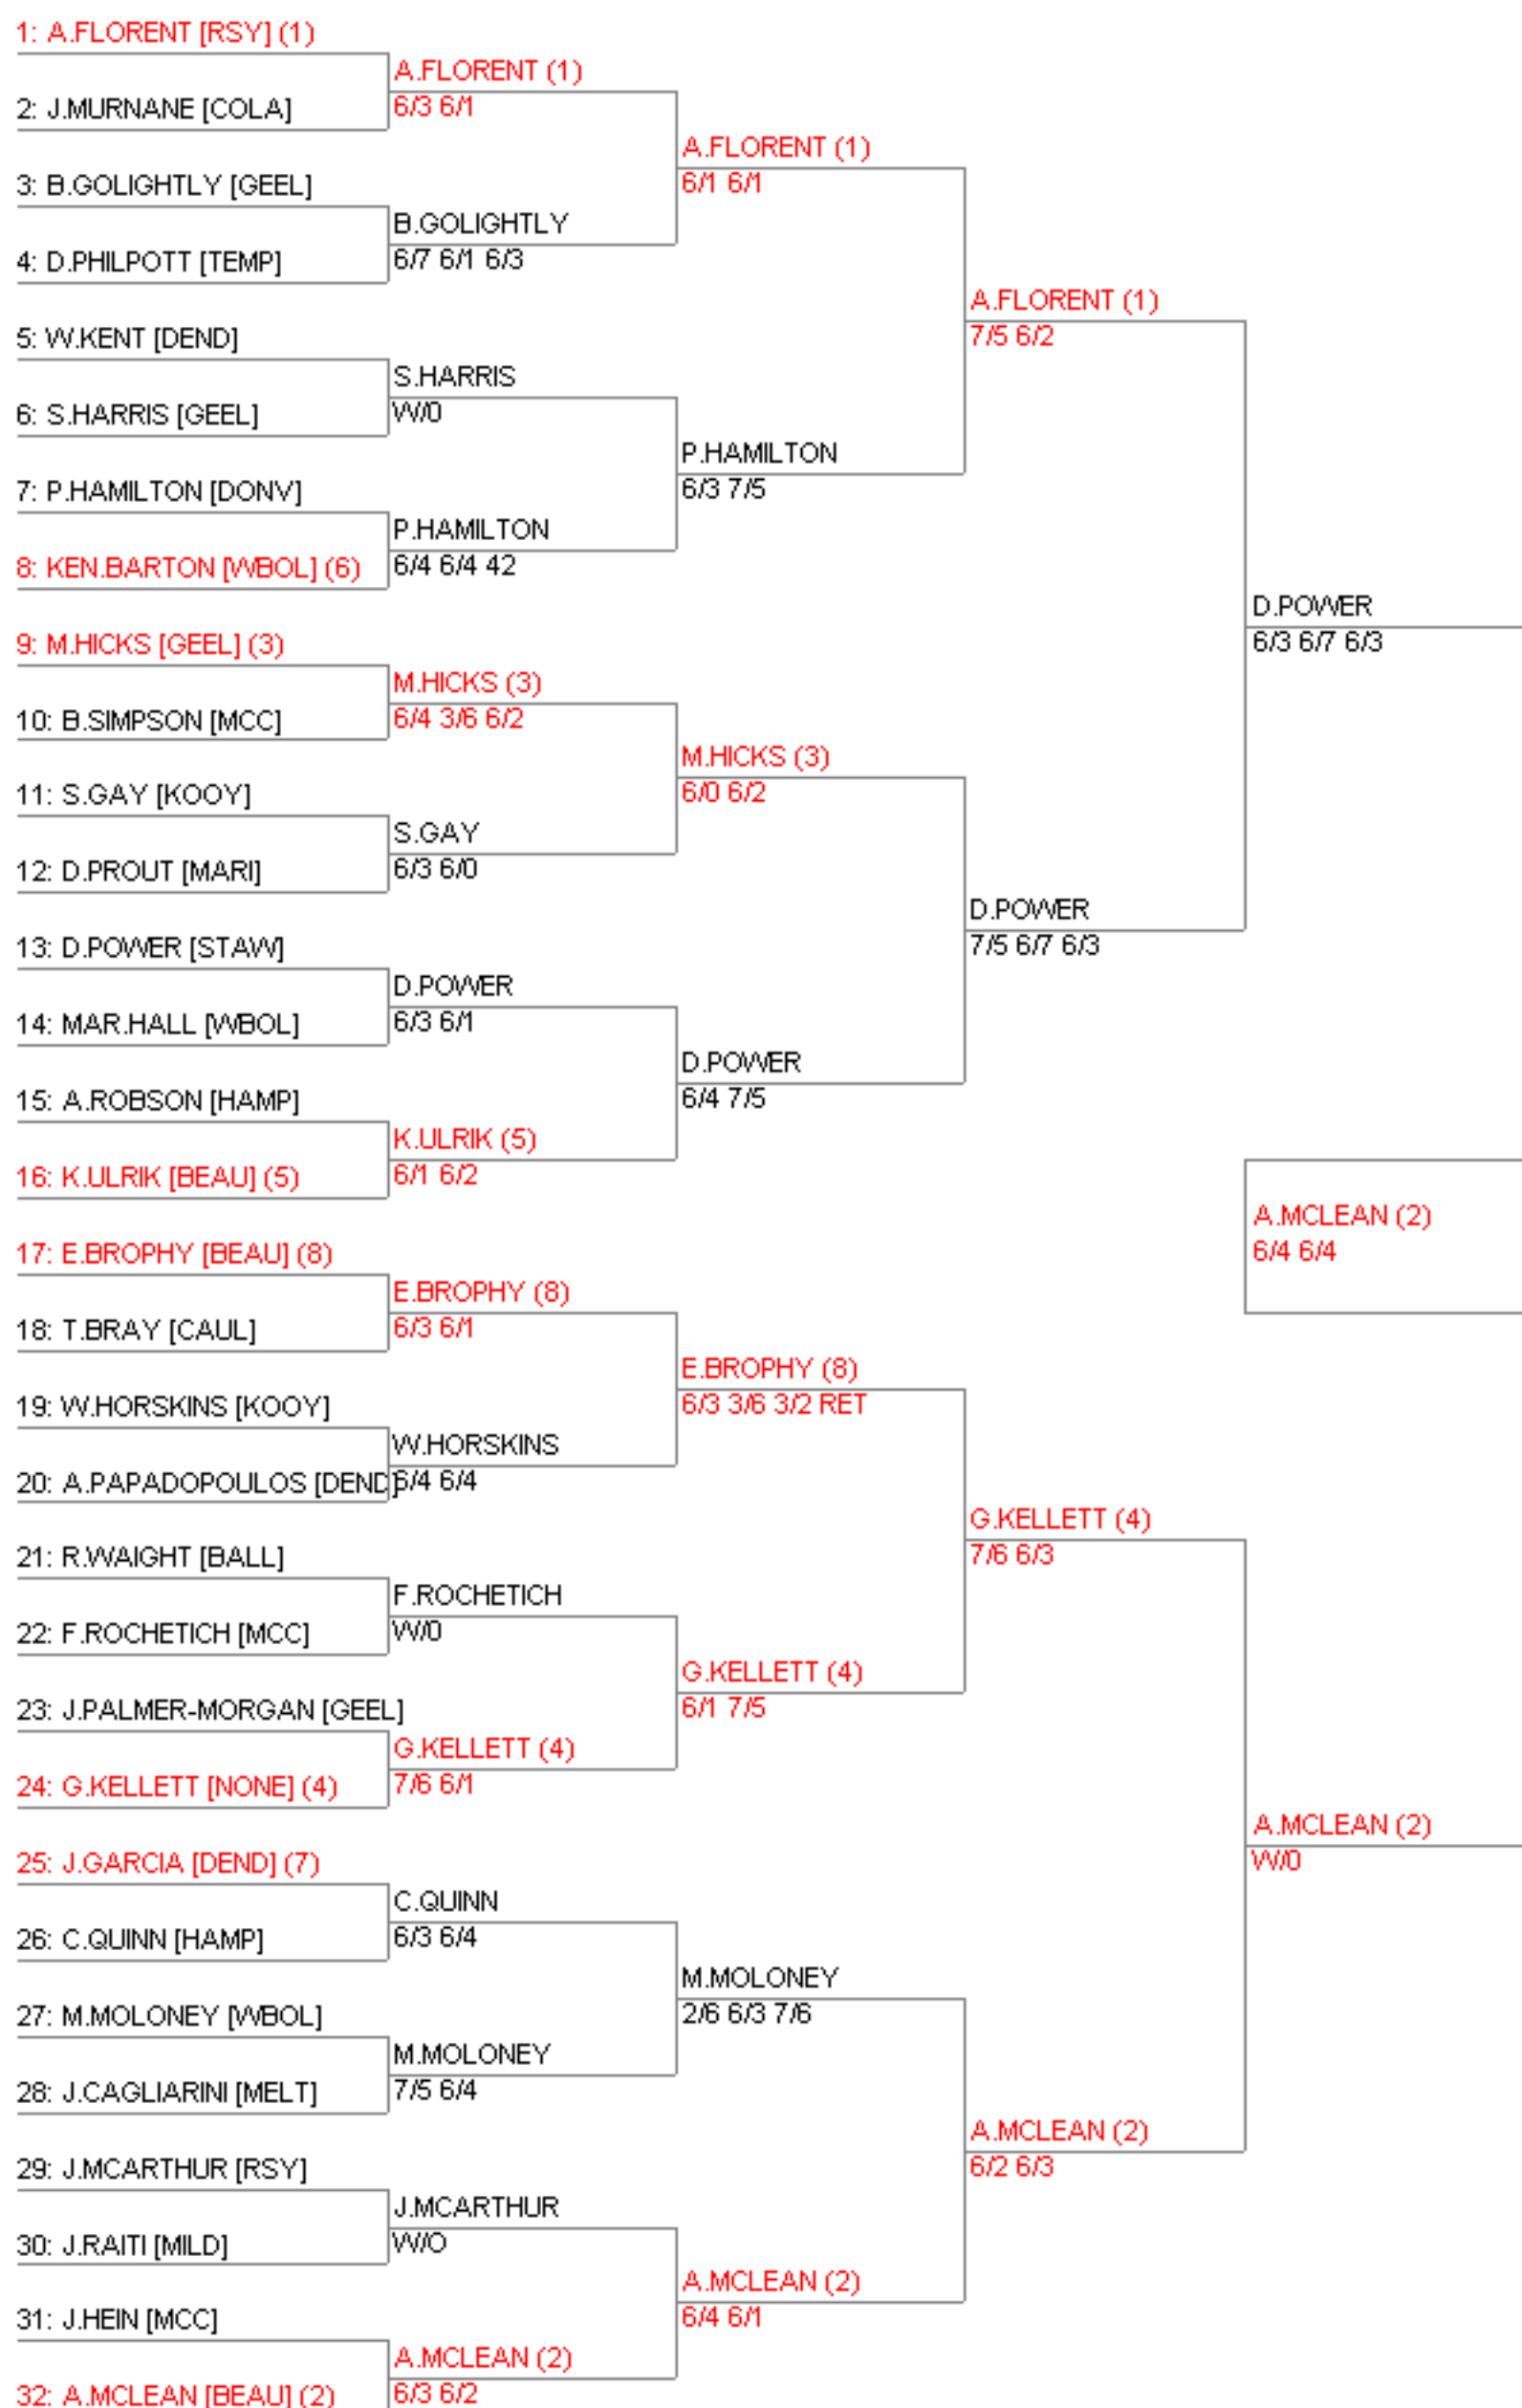 1: A.FLORENT [RSY] (1)
A.FLORENT (1)
6/3 6/1
2: J.MURNANE [COLA]
A.FLORENT (1)
6/1 6/1
3: B.GOLIGHTLY [GEEL]
B.GOLIGHTLY
6/7 6/1 6/3
4: D.PHILPOTT [TEMP]
A.FLORENT (1)
7/5 6/2
5: W.KENT [DEND]
S.HARRIS
W/0
6: S.HARRIS [GEEL]
P.HAMILTON
6/3 7/5
7: P.HAMILTON [DONV]
P.HAMILTON
6/4 6/4 42
8: KEN.BARTON [WBOL] (6)
D.POWER
6/3 6/7 6/3
9: M.HICKS [GEEL] (3)
M.HICKS (3)
6/4 3/6 6/2
10: B.SIMPSON [MCC]
M.HICKS (3)
6/0 6/2
11: S.GAY [KOOY]
S.GAY
6/3 6/0
12: D.PROUT [MARI]
D.POWER
7/5 6/7 6/3
13: D.POWER [STAW]
D.POWER
6/3 6/1
14: MAR.HALL [WBOL]
D.POWER
6/4 7/5
15: A.ROBSON [HAMP]
K.ULRIK (5)
6/1 6/2
16: K.ULRIK [BEAU] (5)
A.MCLEAN (2)
6/4 6/4
17: E.BROPHY [BEAU] (8)
E.BROPHY (8)
6/3 6/1
18: T.BRAY [CAUL]
E.BROPHY (8)
6/3 3/6 3/2 RET
19: W.HORSKINS [KOOY]
W.HORSKINS
6/4 6/4
20: A.PAPADOPOULOS [DEND]
G.KELLETT (4)
7/6 6/3
21: R.WAIGHT [BALL]
F.ROCHETICH
W/0
22: F.ROCHETICH [MCC]
G.KELLETT (4)
6/1 7/5
23: J.PALMER-MORGAN [GEEL]
G.KELLETT (4)
7/6 6/1
24: G.KELLETT [NONE] (4)
A.MCLEAN (2)
W/0
25: J.GARCIA [DEND] (7)
C.QUINN
6/3 6/4
26: C.QUINN [HAMP]
M.MOLONEY
2/6 6/3 7/6
27: M.MOLONEY [WBOL]
M.MOLONEY
7/5 6/4
28: J.CAGLIARINI [MELT]
A.MCLEAN (2)
6/2 6/3
29: J.MCARTHUR [RSY]
J.MCARTHUR
W/O
30: J.RAITI [MILD]
A.MCLEAN (2)
6/4 6/1
31: J.HEIN [MCC]
A.MCLEAN (2)
6/3 6/2
32: A.MCLEAN [BEAU] (2)